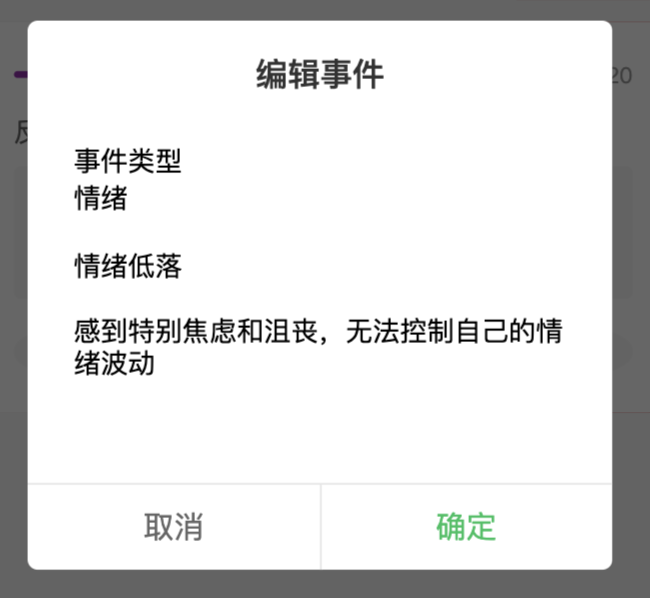 编辑事件
20
事件类型
情绪
情绪低落
感到特别焦虑和沮丧，无法控制自己的情
绪波动
取消
确定